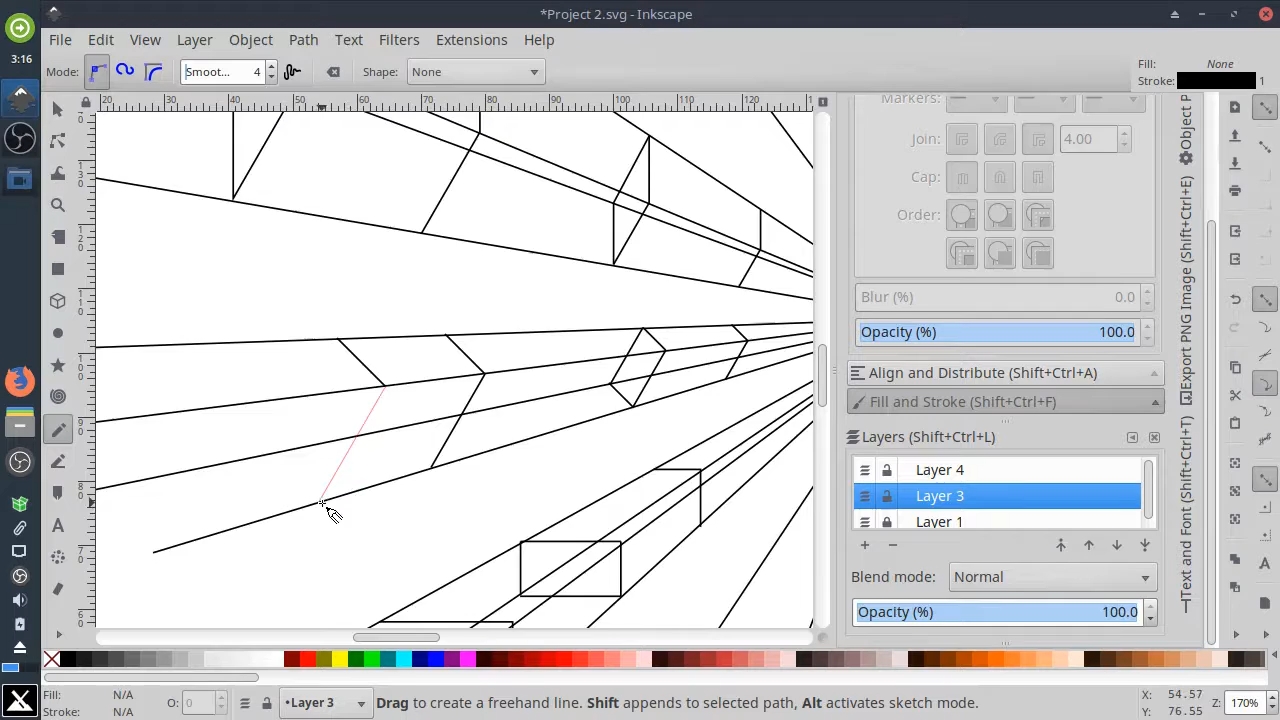 *Project 2.svg - Inkscape
3:16
File Edit View Layer Object Path Text Filters Extensions Help
Mode: Smoot... 4 Shape: None
Fill: None
Stroke: 1
20 30 40 50 60 70 80 90 100 110 120
Markers:
Join: 4.00
Cap:
Order:
Blur (%) 0.0
Opacity (%) 100.0
Align and Distribute (Shift+Ctrl+A)
Fill and Stroke (Shift+Ctrl+F)
Layers (Shift+Ctrl+L)
Layer 4
Layer 3
Layer 1
Blend mode: Normal
Opacity (%) 100.0
Export PNG Image (Shift+Ctrl+E)
Text and Font (Shift+Ctrl+T)
Fill: N/A
Stroke: N/A
O: 0
•Layer 3
Drag to create a freehand line. Shift appends to selected path, Alt activates sketch mode.
X: 54.57
Y: 76.55
Z: 170%